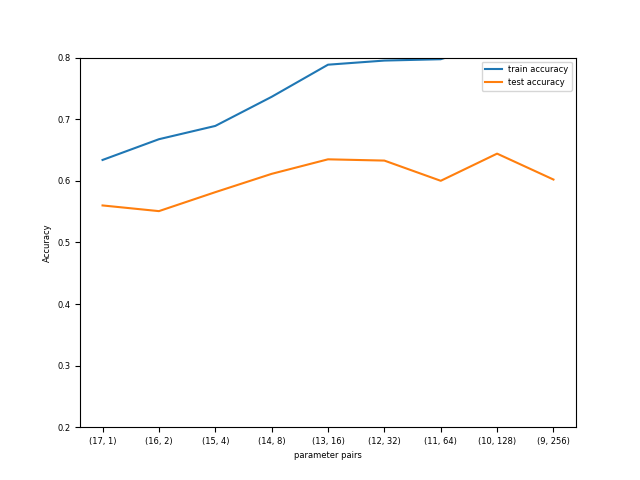 train accuracy
test accuracy
0.8
0.7
0.6
0.5
0.4
0.3
0.2
Accuracy
(17, 1) (16, 2) (15, 4) (14, 8) (13, 16) (12, 32) (11, 64) (10, 128) (9, 256)
parameter pairs